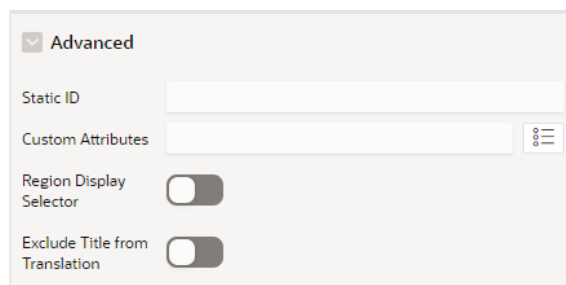 Advanced
Static ID
Custom Attributes
Region Display
Selector
Exclude Title from
Translation